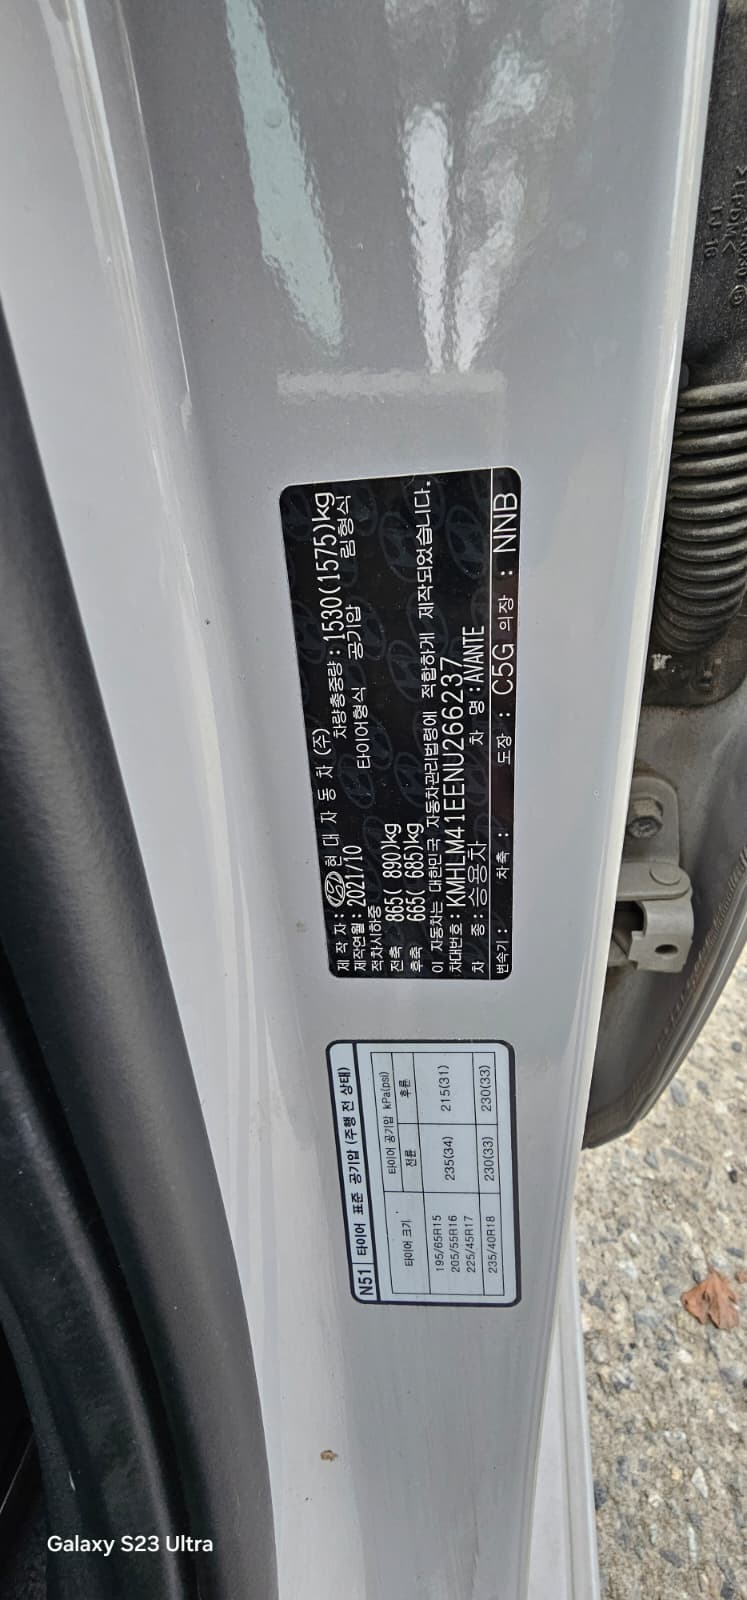 제 작 자 : 현 대 자 동 차 (주)
제작연월 : 2021/10 차량총중량 : 1530(1575)kg
적차시하중 타이어형식 공기압 림형식
전축 865( 890)kg
후축 665( 685)kg
이 자동차는 대한민국 자동차관리법령에 적합하게 제작되었습니다.
차대번호 : KMHLM41EENU266237
차 종 : 승용차 차 명 : AVANTE
변속기 : 차축 : 도장 : C5G 의장 : NNB
N51 타이어 표준 공기압 (주행 전 상태)
타이어 크기 타이어 공기압 kPa(psi)
전륜 후륜
195/65R15
205/55R16 235(34) 215(31)
225/45R17
235/40R18 230(33) 230(33)
Galaxy S23 Ultra